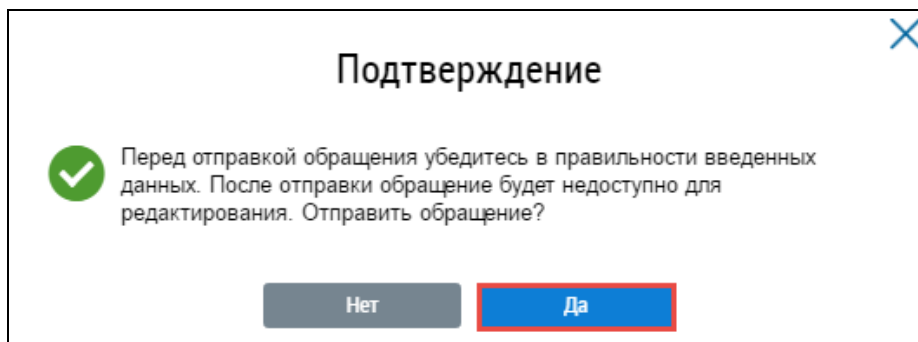 Подтверждение
Перед отправкой обращения убедитесь в правильности введенных
данных. После отправки обращение будет недоступно для
редактирования. Отправить обращение?
Нет Да